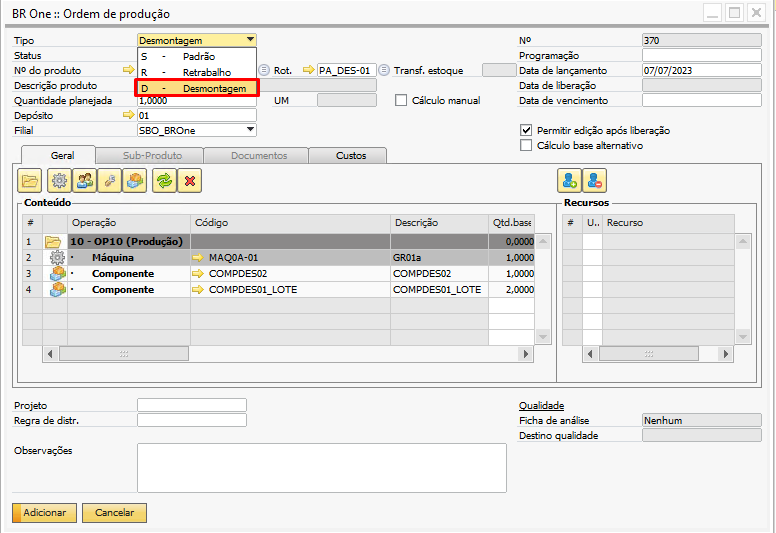 BR One :: Ordem de produção
Tipo Desmontagem Nº 370
Status S - Padrão Programação
Nº do produto R - Retrabalho Rot. PA_DES-01 Transf. estoque Data de lançamento 07/07/2023
Descrição produto D - Desmontagem Data de liberação
Quantidade planejada 1,0000 UM Cálculo manual Data de vencimento
Depósito 01
Filial SBO_BROne Permitir edição após liberação
Cálculo base alternativo
Geral Sub-Produto Documentos Custos
Conteúdo Recursos
# Operação Código Descrição Qtd.base # U.. Recurso
1 10 - OP10 (Produção) 0,0000
2 · Máquina MAQ0A-01 GR01a 1,0000
3 · Componente COMPDES02 COMPDES02 1,0000
4 · Componente COMPDES01_LOTE COMPDES01_LOTE 2,0000
Projeto Qualidade
Regra de distr. Ficha de análise Nenhum
Destino qualidade
Observações
Adicionar Cancelar